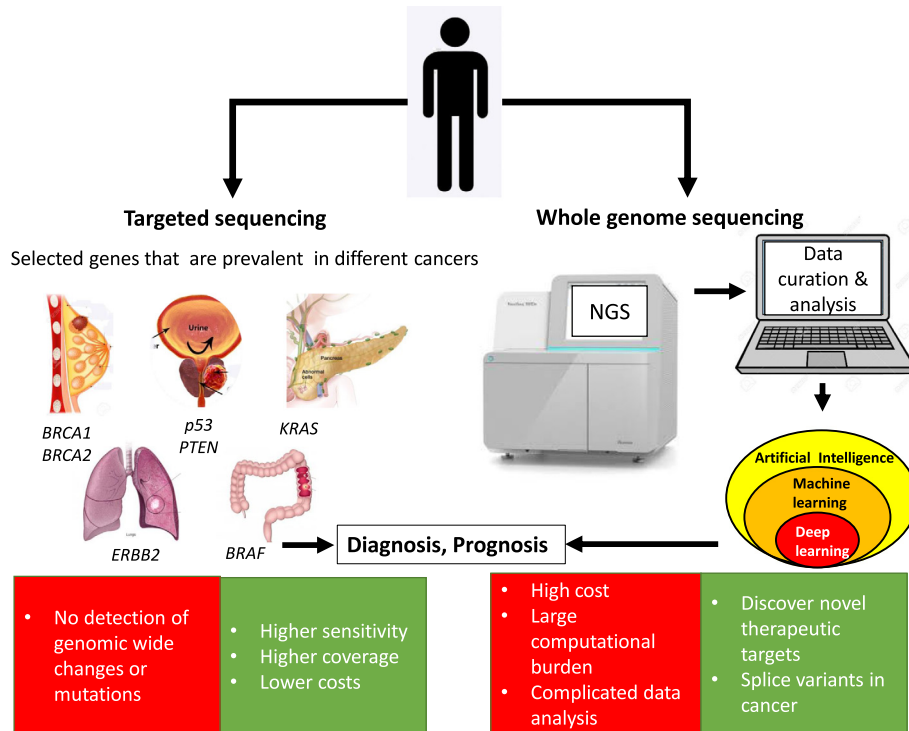 Targeted sequencing
Selected genes that are prevalent in different cancers
BRCA1
BRCA2
Urine
p53
PTEN
Pancreas
Abnormal
cells
KRAS
ERBB2
BRAF
Whole genome sequencing
NGS
Data
curation &
analysis
Artificial Intelligence
Machine
learning
Deep
learning
Diagnosis, Prognosis
• No detection of
genomic wide
changes or
mutations
• Higher sensitivity
• Higher coverage
• Lower costs
• High cost
• Large
computational
burden
• Complicated data
analysis
• Discover novel
therapeutic
targets
• Splice variants in
cancer